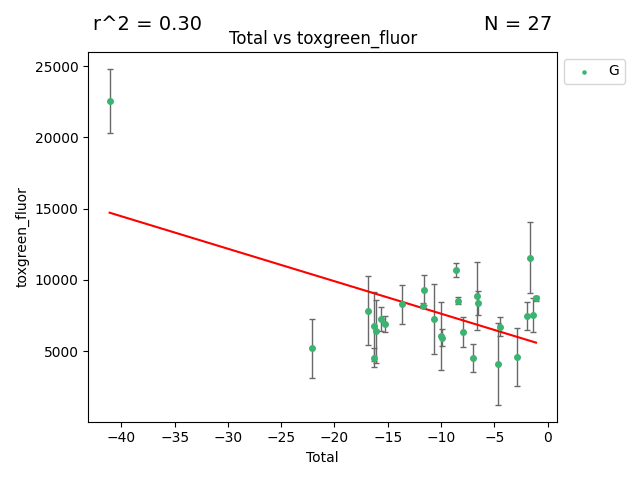 r^2 = 0.30
N = 27
Total vs toxgreen_fluor
G
25000
20000
15000
10000
5000
toxgreen_fluor
−40 −35 −30 −25 −20 −15 −10 −5 0
Total